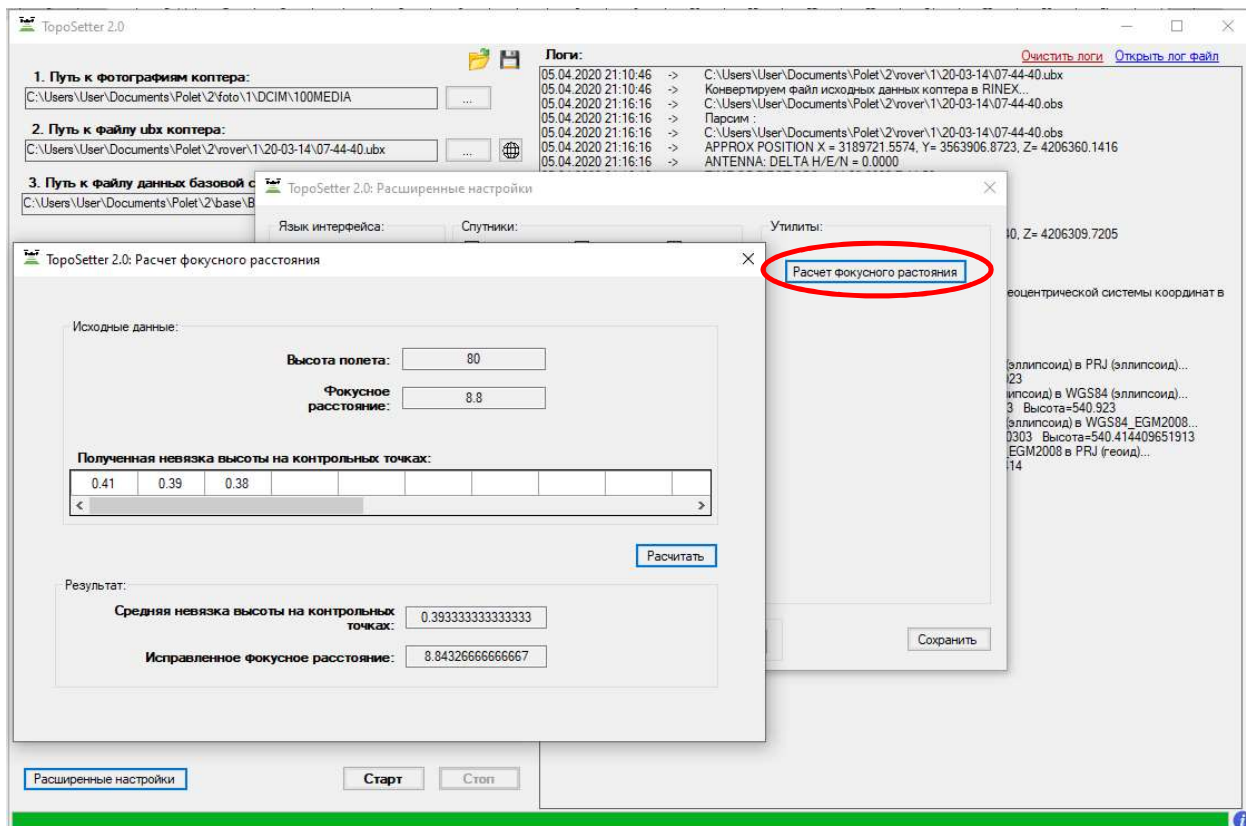 TopoSetter 2.0
Логи:
Очистить логи Открыть лог файл
1. Путь к фотографиям коптера:
C:\Users\User\Documents\Polet\2\foto\1\DCIM\100MEDIA
...
2. Путь к файлу ubx коптера:
C:\Users\User\Documents\Polet\2\rover\1\20-03-14\07-44-40.ubx
...
3. Путь к файлу данных базовой с
C:\Users\User\Documents\Polet\2\base\B
05.04.2020 21:10:46 -> C:\Users\User\Documents\Polet\2\rover\1\20-03-14\07-44-40.ubx
05.04.2020 21:10:46 -> Конвертируем файл исходных данных коптера в RINEX...
05.04.2020 21:16:16 -> C:\Users\User\Documents\Polet\2\rover\1\20-03-14\07-44-40.obs
05.04.2020 21:16:16 -> Парсим :
05.04.2020 21:16:16 -> C:\Users\User\Documents\Polet\2\rover\1\20-03-14\07-44-40.obs
05.04.2020 21:16:16 -> APPROX POSITION X = 3189721.5574, Y= 3563906.8723, Z= 4206360.1416
05.04.2020 21:16:16 -> ANTENNA: DELTA H/E/N = 0.0000
40, Z= 4206309.7205
еоцентрической системы координат в
(эллипсоид) в PRJ (эллипсоид)...
923
ипсоид) в WGS84 (эллипсоид)...
3 Высота=540.923
(эллипсоид) в WGS84_EGM2008...
0303 Высота=540.414409651913
_EGM2008 в PRJ (геоид)...
TopoSetter 2.0: Расширенные настройки
Язык интерфейса:
Спутники:
Утилиты:
Расчет фокусного растояния
Сохранить
TopoSetter 2.0: Расчет фокусного расстояния
Исходные данные:
Высота полета: 80
Фокусное
расстояние: 8.8
Полученная невязка высоты на контрольных точках:
0.41 0.39 0.38
Расчитать
Результат:
Средняя невязка высоты на контрольных
точках: 0.393333333333333
Исправленное фокусное расстояние: 8.84326666666667
Расширенные настройки
Старт
Стоп